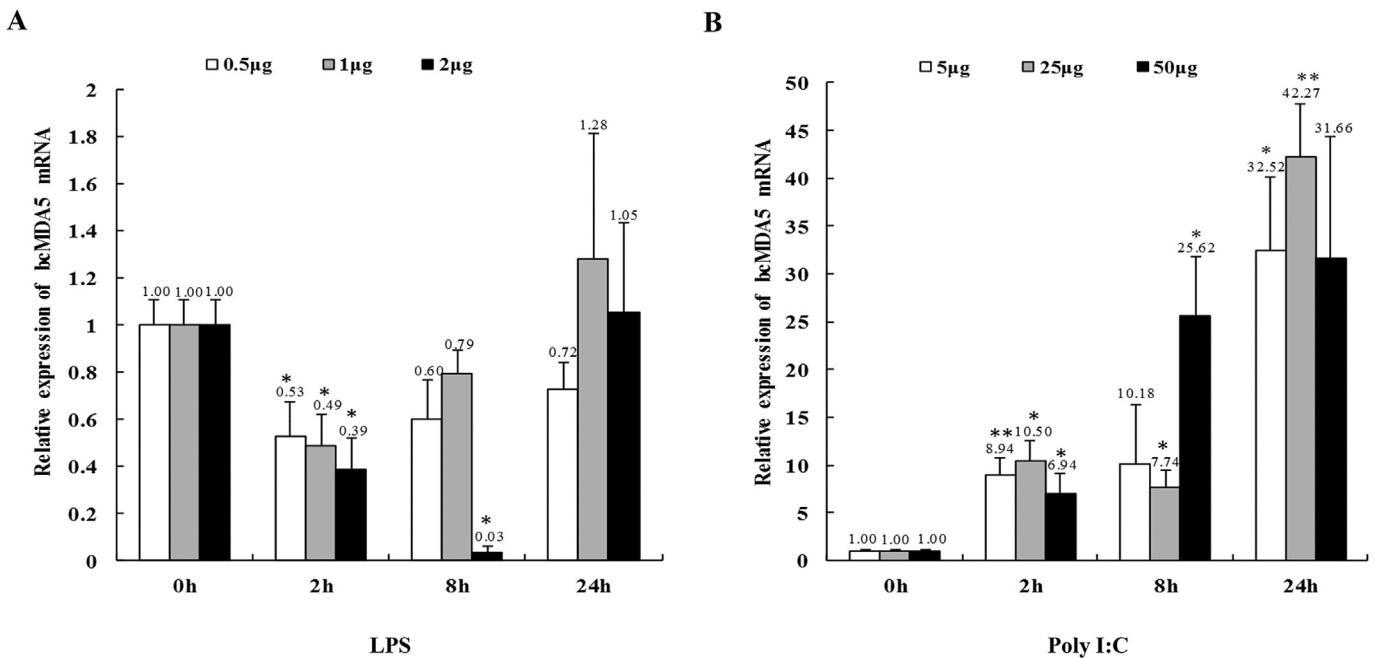 A
0.5µg 1µg 2µg
Relative expression of bcMDA5 mRNA
2
1.8
1.6
1.4
1.2
1
0.8
0.6
0.4
0.2
0
1.00 1.00 1.00
* 0.53 * 0.49 * 0.39
0.60 0.79 * 0.03
0.72 1.28 1.05
0h 2h 8h 24h
LPS
B
5µg 25µg 50µg
Relative expression of bcMDA5 mRNA
50
45
40
35
30
25
20
15
10
5
0
1.00 1.00 1.00
** 8.94 * 10.50 * 6.94
10.18 * 7.74 * 25.62
* 32.52 ** 42.27 31.66
0h 2h 8h 24h
Poly I:C